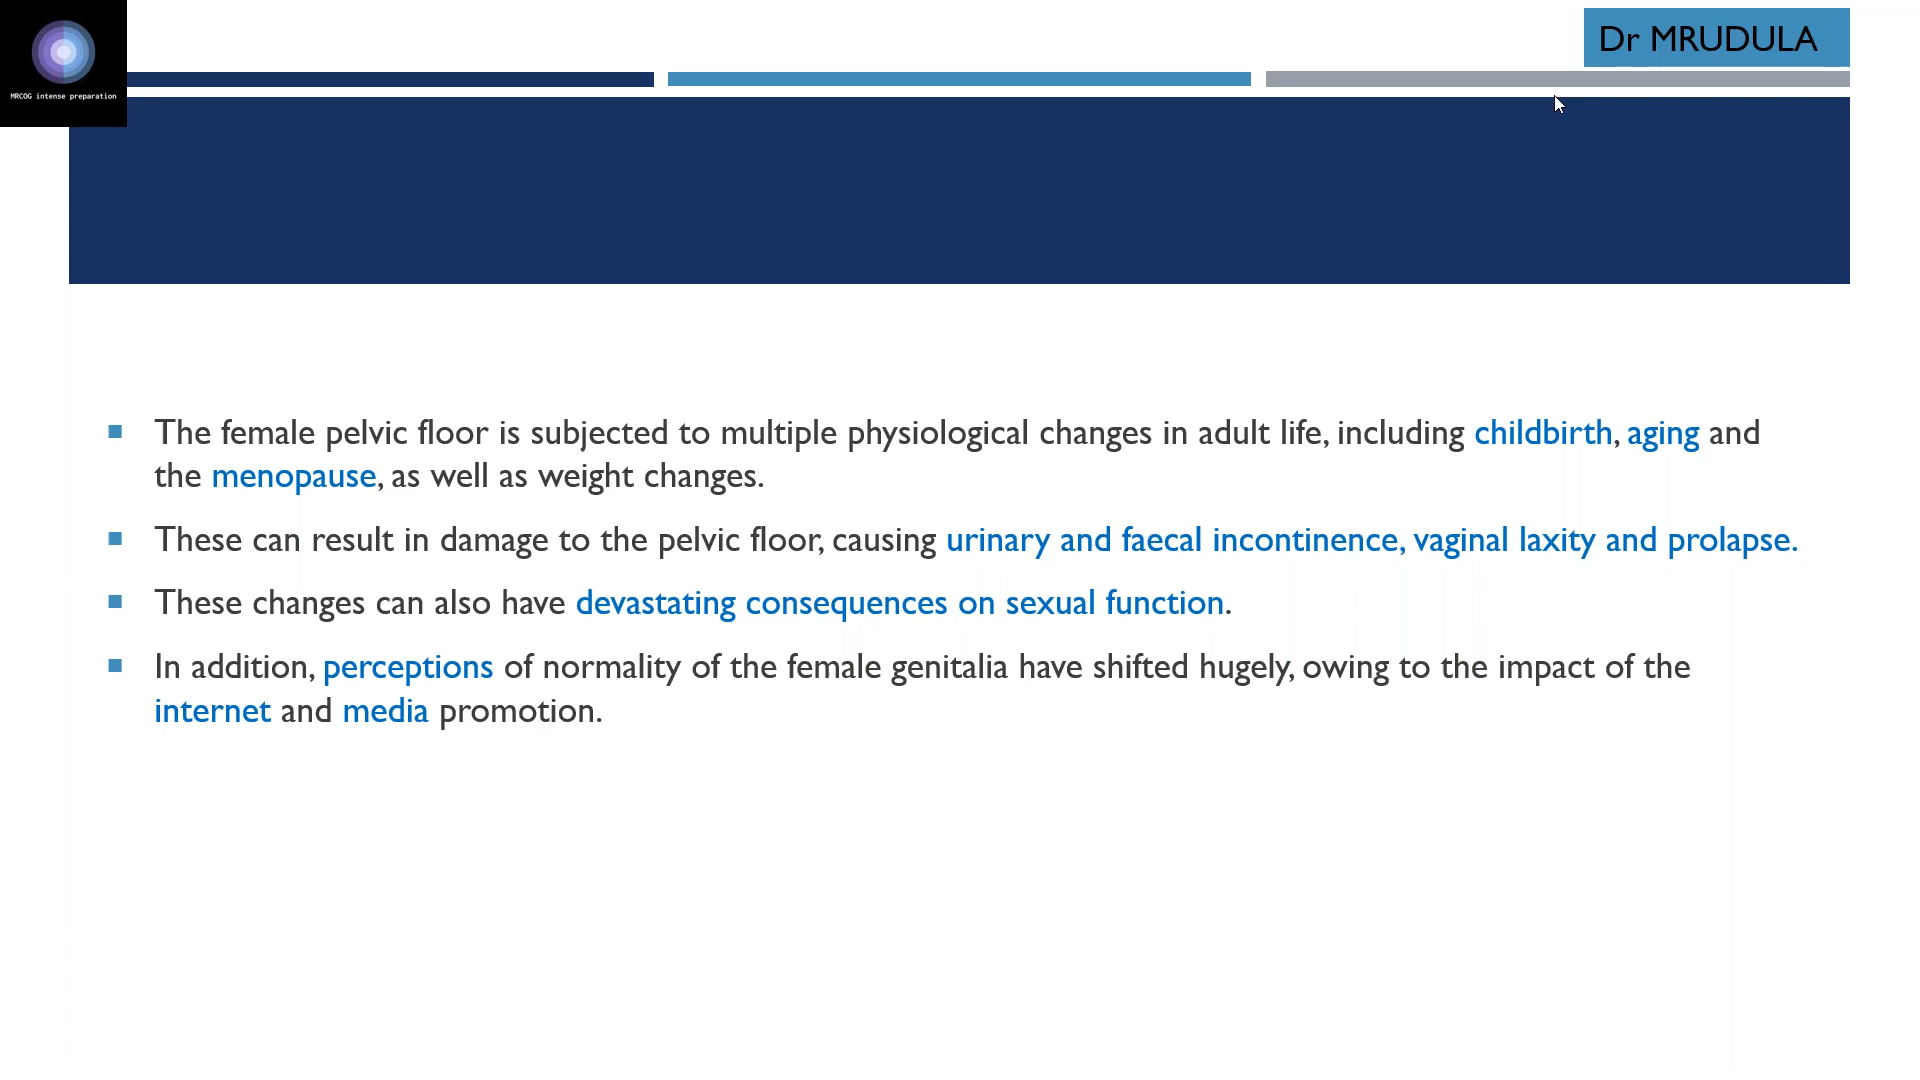 Dr MRUDULA
MRCOG intense preparation
The female pelvic floor is subjected to multiple physiological changes in adult life, including childbirth, aging and
the menopause, as well as weight changes.
These can result in damage to the pelvic floor, causing urinary and faecal incontinence, vaginal laxity and prolapse.
These changes can also have devastating consequences on sexual function.
In addition, perceptions of normality of the female genitalia have shifted hugely, owing to the impact of the
internet and media promotion.